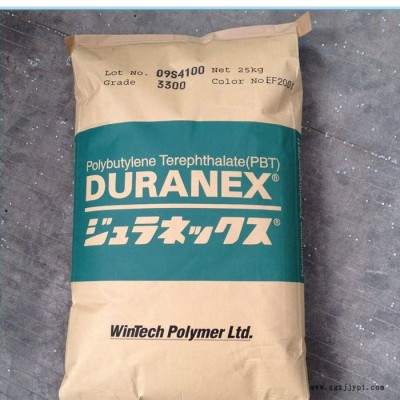 Lot No. 09S4100 Net 25kg
Grade 3300 Color No EF2001
Polybutylene Terephthalate(PBT)
DURANEX®
ジュラネックス®
WinTech Polymer Ltd.
www.zgzjjypt.com